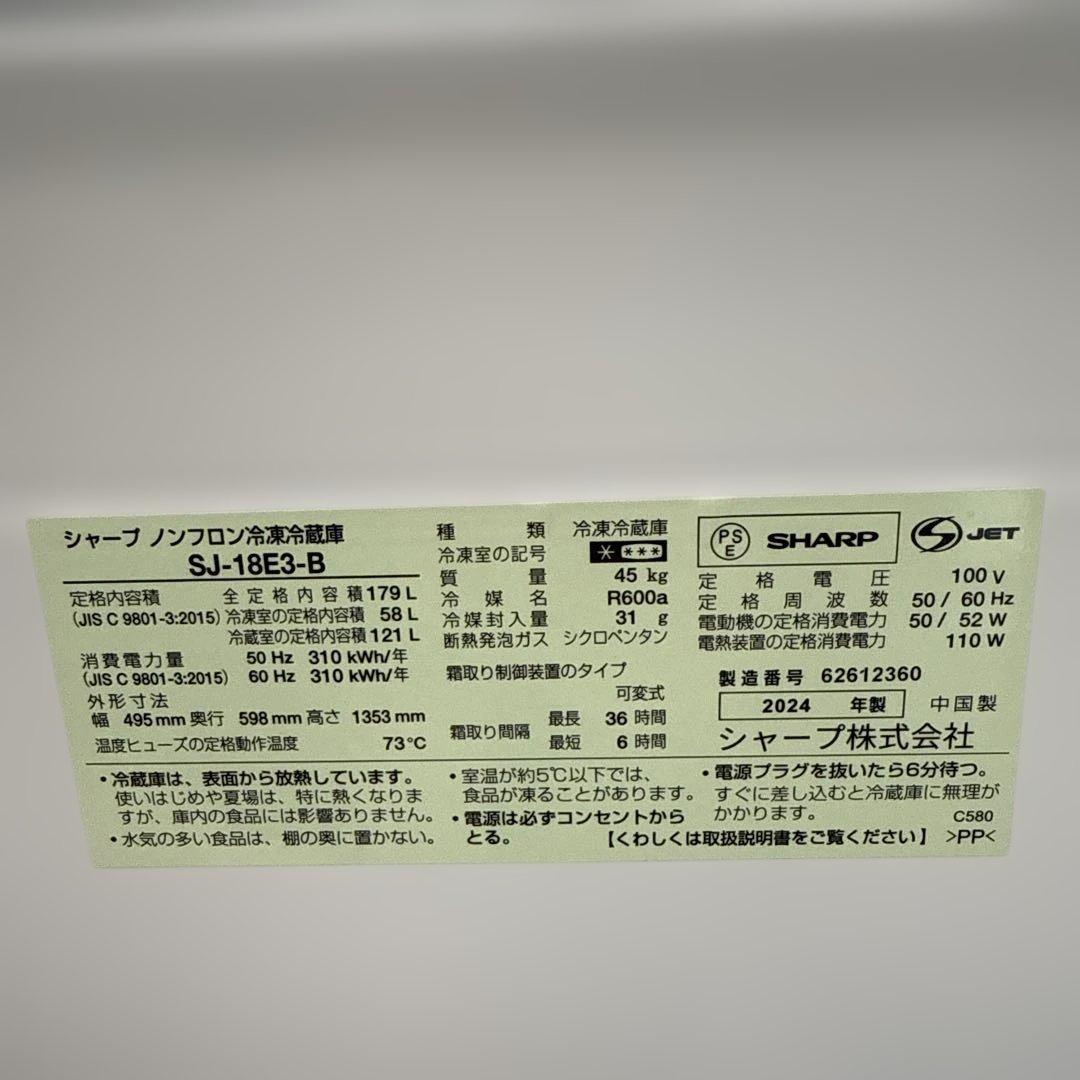 シャープ ノンフロン冷凍冷蔵庫
SJ-18E3-B
定格内容積 全定格内容積 179 L
(JIS C 9801-3:2015) 冷凍室の定格内容積 58 L
冷蔵室の定格内容積 121 L
消費電力量 50 Hz 310 kWh/年
(JIS C 9801-3:2015) 60 Hz 310 kWh/年
外形寸法
幅 495 mm 奥行 598 mm 高さ 1353 mm
温度ヒューズの定格動作温度 73℃
種類 冷凍冷蔵庫
冷凍室の記号 * ***
質量 45 kg
冷媒名 R600a
冷媒封入量 31 g
断熱発泡ガス シクロペンタン
霜取り制御装置のタイプ
可変式
霜取り間隔 最長 36 時間
最短 6 時間
PS E SHARP S JET
定格電圧 100 V
定格周波数 50 / 60 Hz
電動機の定格消費電力 50 / 52 W
電熱装置の定格消費電力 110 W
製造番号 62612360
2024 年製 中国製
シャープ株式会社
・冷蔵庫は、表面から放熱しています。
使いはじめや夏場は、特に熱くなりま
すが、庫内の食品には影響ありません。
・水気の多い食品は、棚の奥に置かない。
・室温が約5℃以下では、
食品が凍ることがあります。
・電源は必ずコンセントから
とる。
・電源プラグを抜いたら6分待つ。
すぐに差し込むと冷蔵庫に無理が
かかります。 C580
【くわしくは取扱説明書をご覧ください】 >PP<